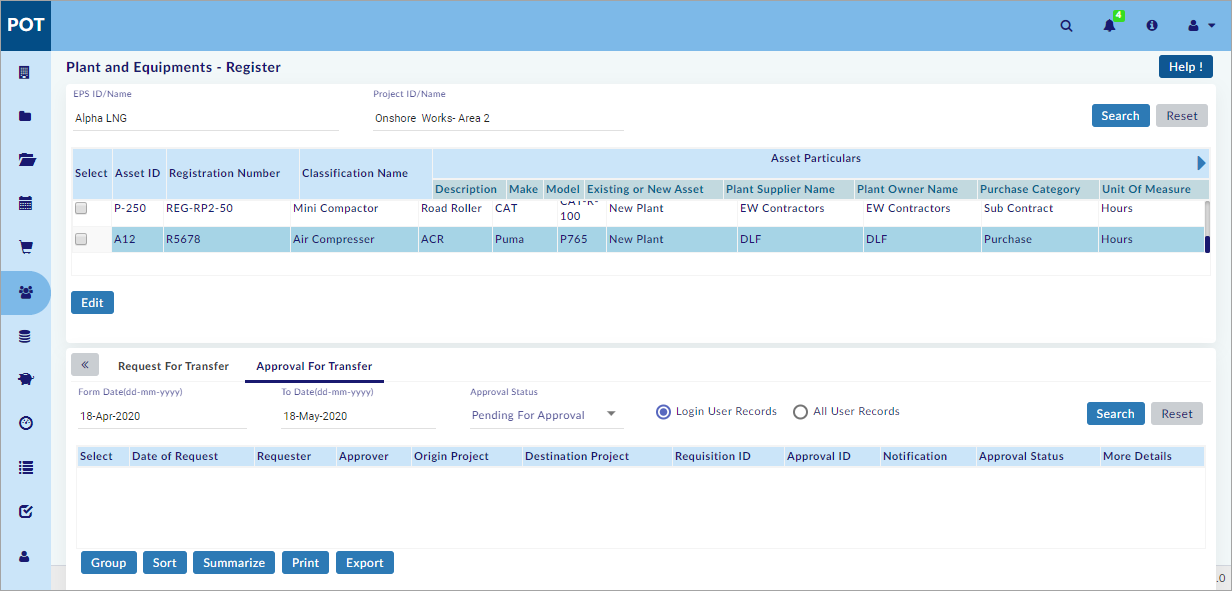 POT
4
Plant and Equipments - Register
Help !
EPS ID/Name
Project ID/Name
Alpha LNG
Onshore Works- Area 2
Search
Reset
Select
Asset ID
Registration Number
Classification Name
Asset Particulars
Description
Make
Model
Existing or New Asset
Plant Supplier Name
Plant Owner Name
Purchase Category
Unit Of Measure
P-250
REG-RP2-50
Mini Compactor
Road Roller
CAT
CAT-R-
100
New Plant
EW Contractors
EW Contractors
Sub Contract
Hours
A12
R5678
Air Compresser
ACR
Puma
P765
New Plant
DLF
DLF
Purchase
Hours
Edit
«
Request For Transfer
Approval For Transfer
Form Date(dd-mm-yyyy)
To Date(dd-mm-yyyy)
Approval Status
18-Apr-2020
18-May-2020
Pending For Approval
Login User Records
All User Records
Search
Reset
Select
Date of Request
Requester
Approver
Origin Project
Destination Project
Requisition ID
Approval ID
Notification
Approval Status
More Details
Group
Sort
Summarize
Print
Export
.0